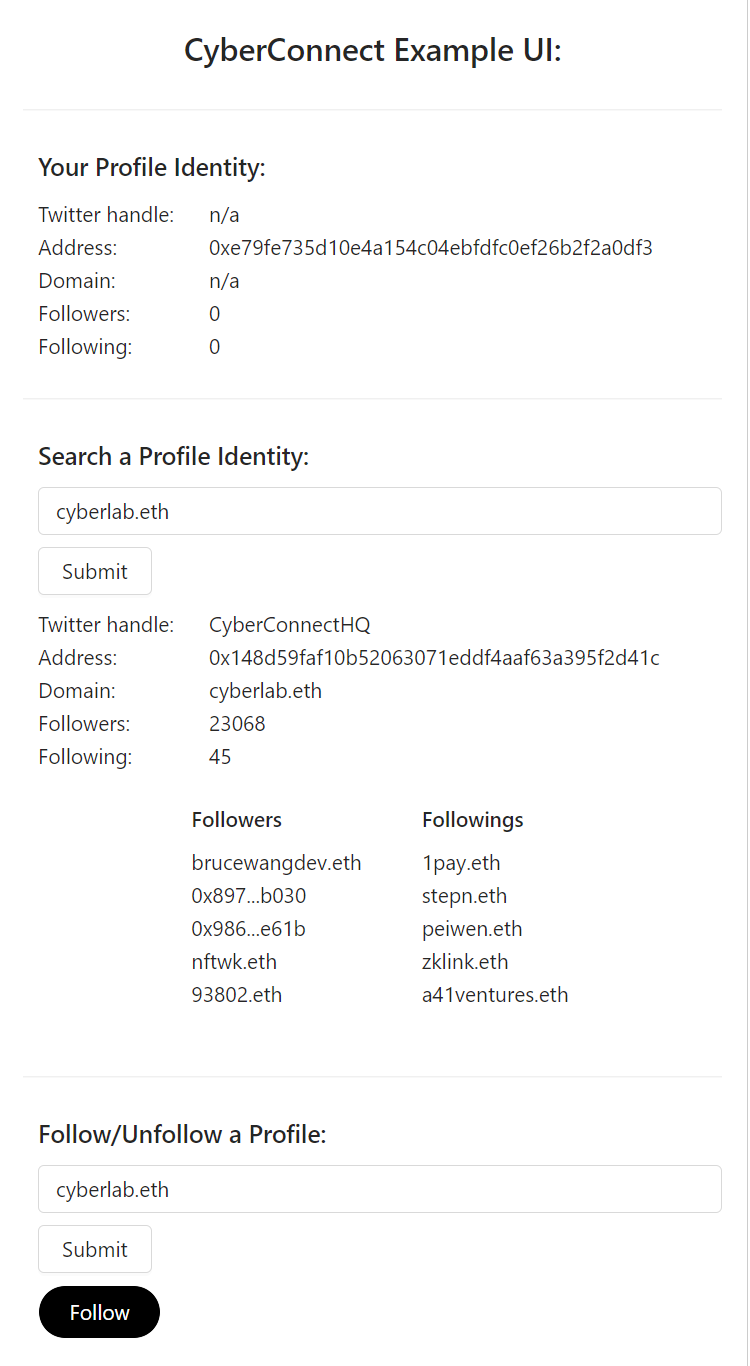 CyberConnect Example UI:
Your Profile Identity:
Twitter handle: n/a
Address: 0xe79fe735d10e4a154c04ebfdfc0ef26b2f2a0df3
Domain: n/a
Followers: 0
Following: 0
Search a Profile Identity:
cyberlab.eth
Submit
Twitter handle: CyberConnectHQ
Address: 0x148d59faf10b52063071eddf4aaf63a395f2d41c
Domain: cyberlab.eth
Followers: 23068
Following: 45
Followers Followings
brucewangdev.eth 1pay.eth
0x897...b030 stepn.eth
0x986...e61b peiwen.eth
nftwk.eth zklink.eth
93802.eth a41ventures.eth
Follow/Unfollow a Profile:
cyberlab.eth
Submit
Follow